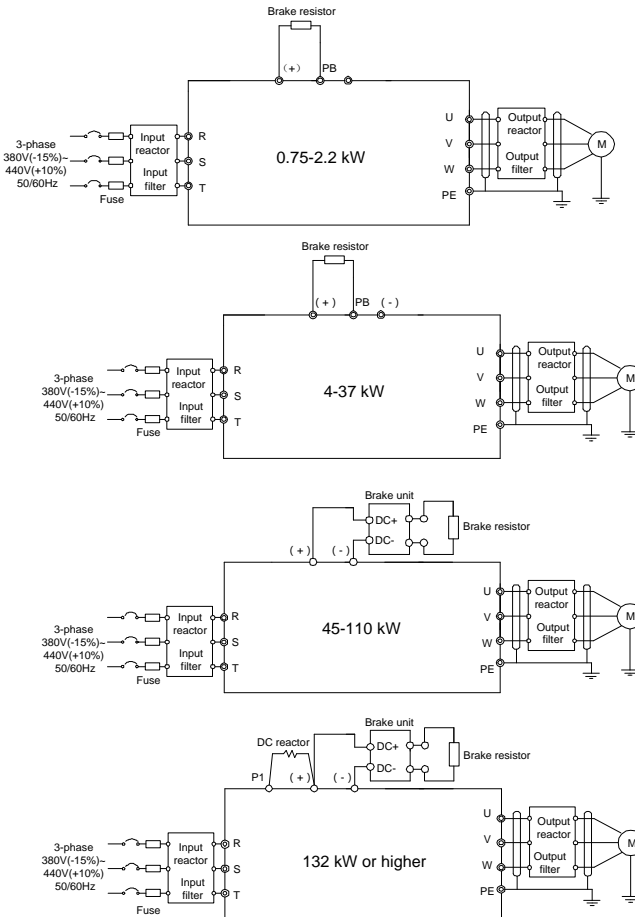 Brake resistor
(+) PB
3-phase
380V(-15%)~
440V(+10%)
50/60Hz
Fuse
Input
reactor
Input
filter
R
S
T
0.75-2.2 kW
U
V
W
PE
Output
reactor
Output
filter
M
Brake resistor
(+) PB (-)
3-phase
380V(-15%)~
440V(+10%)
50/60Hz
Fuse
Input
reactor
Input
filter
R
S
T
4-37 kW
U
V
W
PE
Output
reactor
Output
filter
M
Brake unit
DC+
DC-
Brake resistor
(+) (-)
3-phase
380V(-15%)~
440V(+10%)
50/60Hz
Fuse
Input
reactor
Input
filter
R
S
T
45-110 kW
U
V
W
PE
Output
reactor
Output
filter
M
Brake unit
DC reactor
DC+
DC-
Brake resistor
P1 (+) (-)
3-phase
380V(-15%)~
440V(+10%)
50/60Hz
Fuse
Input
reactor
Input
filter
R
S
T
132 kW or higher
U
V
W
PE
Output
reactor
Output
filter
M